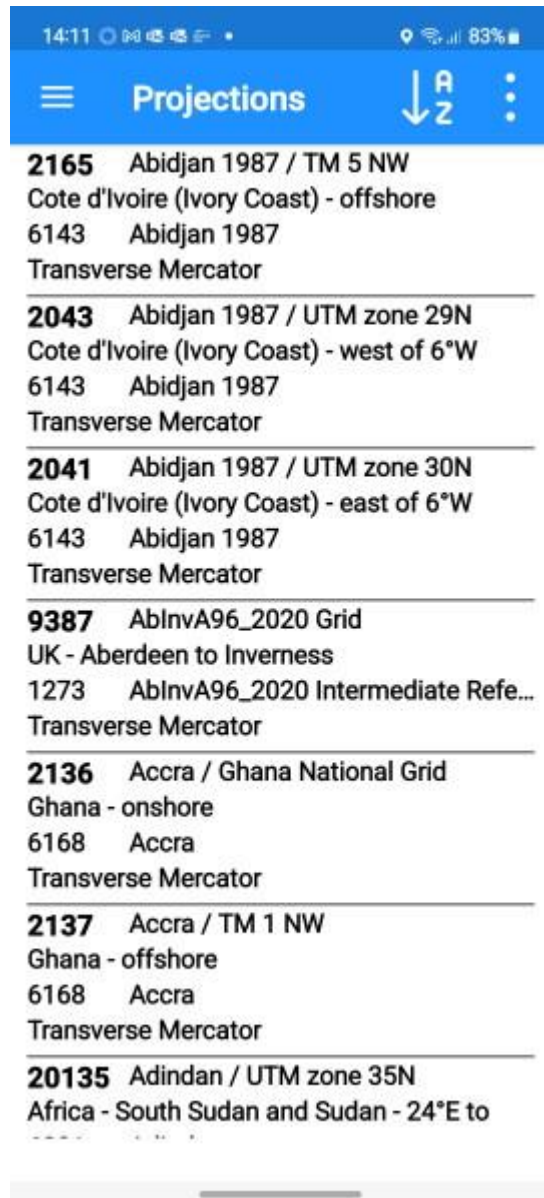 14:11 83%
Projections A Z
2165 Abidjan 1987 / TM 5 NW
Cote d'Ivoire (Ivory Coast) - offshore
6143 Abidjan 1987
Transverse Mercator
2043 Abidjan 1987 / UTM zone 29N
Cote d'Ivoire (Ivory Coast) - west of 6°W
6143 Abidjan 1987
Transverse Mercator
2041 Abidjan 1987 / UTM zone 30N
Cote d'Ivoire (Ivory Coast) - east of 6°W
6143 Abidjan 1987
Transverse Mercator
9387 AbInvA96_2020 Grid
UK - Aberdeen to Inverness
1273 AbInvA96_2020 Intermediate Refe...
Transverse Mercator
2136 Accra / Ghana National Grid
Ghana - onshore
6168 Accra
Transverse Mercator
2137 Accra / TM 1 NW
Ghana - offshore
6168 Accra
Transverse Mercator
20135 Adindan / UTM zone 35N
Africa - South Sudan and Sudan - 24°E to